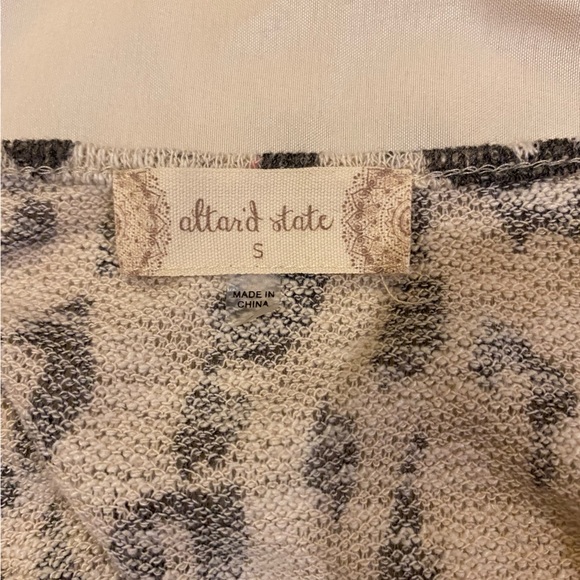 altar'd state
S
MADE IN
CHINA